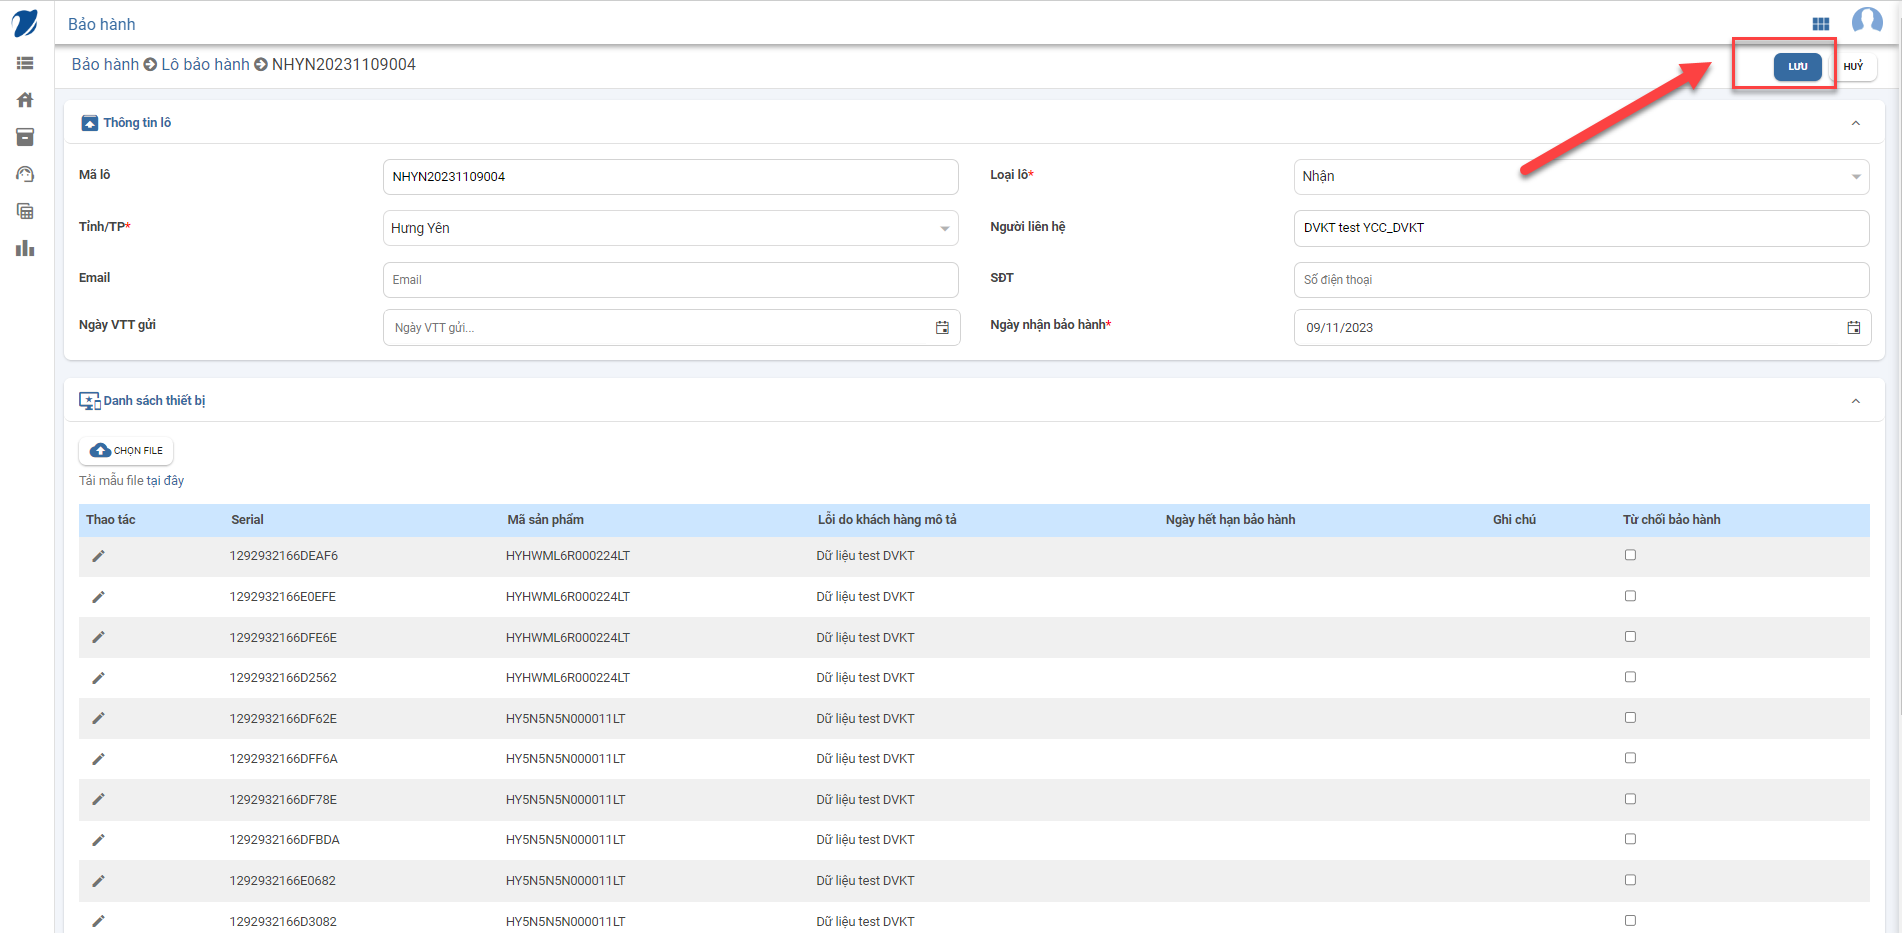 Bảo hành
Bảo hành Lô bảo hành NHYN20231109004
LƯU HUỶ
Thông tin lô
Mã lô NHYN20231109004 Loại lô* Nhận
Tỉnh/TP* Hưng Yên Người liên hệ DVKT test YCC_DVKT
Email Email SĐT Số điện thoại
Ngày VTT gửi Ngày VTT gửi... Ngày nhận bảo hành* 09/11/2023
Danh sách thiết bị
CHỌN FILE
Tải mẫu file tại đây
Thao tác Serial Mã sản phẩm Lỗi do khách hàng mô tả Ngày hết hạn bảo hành Ghi chú Từ chối bảo hành
1292932166DEAF6 HYHWML6R000224LT Dữ liệu test DVKT
1292932166E0EFE HYHWML6R000224LT Dữ liệu test DVKT
1292932166DFE6E HYHWML6R000224LT Dữ liệu test DVKT
1292932166D2562 HYHWML6R000224LT Dữ liệu test DVKT
1292932166DF62E HY5N5N5N000011LT Dữ liệu test DVKT
1292932166DFF6A HY5N5N5N000011LT Dữ liệu test DVKT
1292932166DF78E HY5N5N5N000011LT Dữ liệu test DVKT
1292932166DFBDA HY5N5N5N000011LT Dữ liệu test DVKT
1292932166E0682 HY5N5N5N000011LT Dữ liệu test DVKT
1292932166D3082 HY5N5N5N000011LT Dữ liệu test DVKT